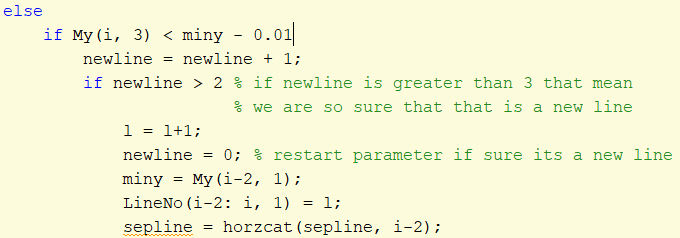 else
if My(i, 3) < miny - 0.01
newline = newline + 1;
if newline > 2 % if newline is greater than 3 that mean
% we are so sure that that is a new line
l = l+1;
newline = 0; % restart parameter if sure its a new line
miny = My(i-2, 1);
LineNo(i-2: i, 1) = l;
sepline = horzcat(sepline, i-2);